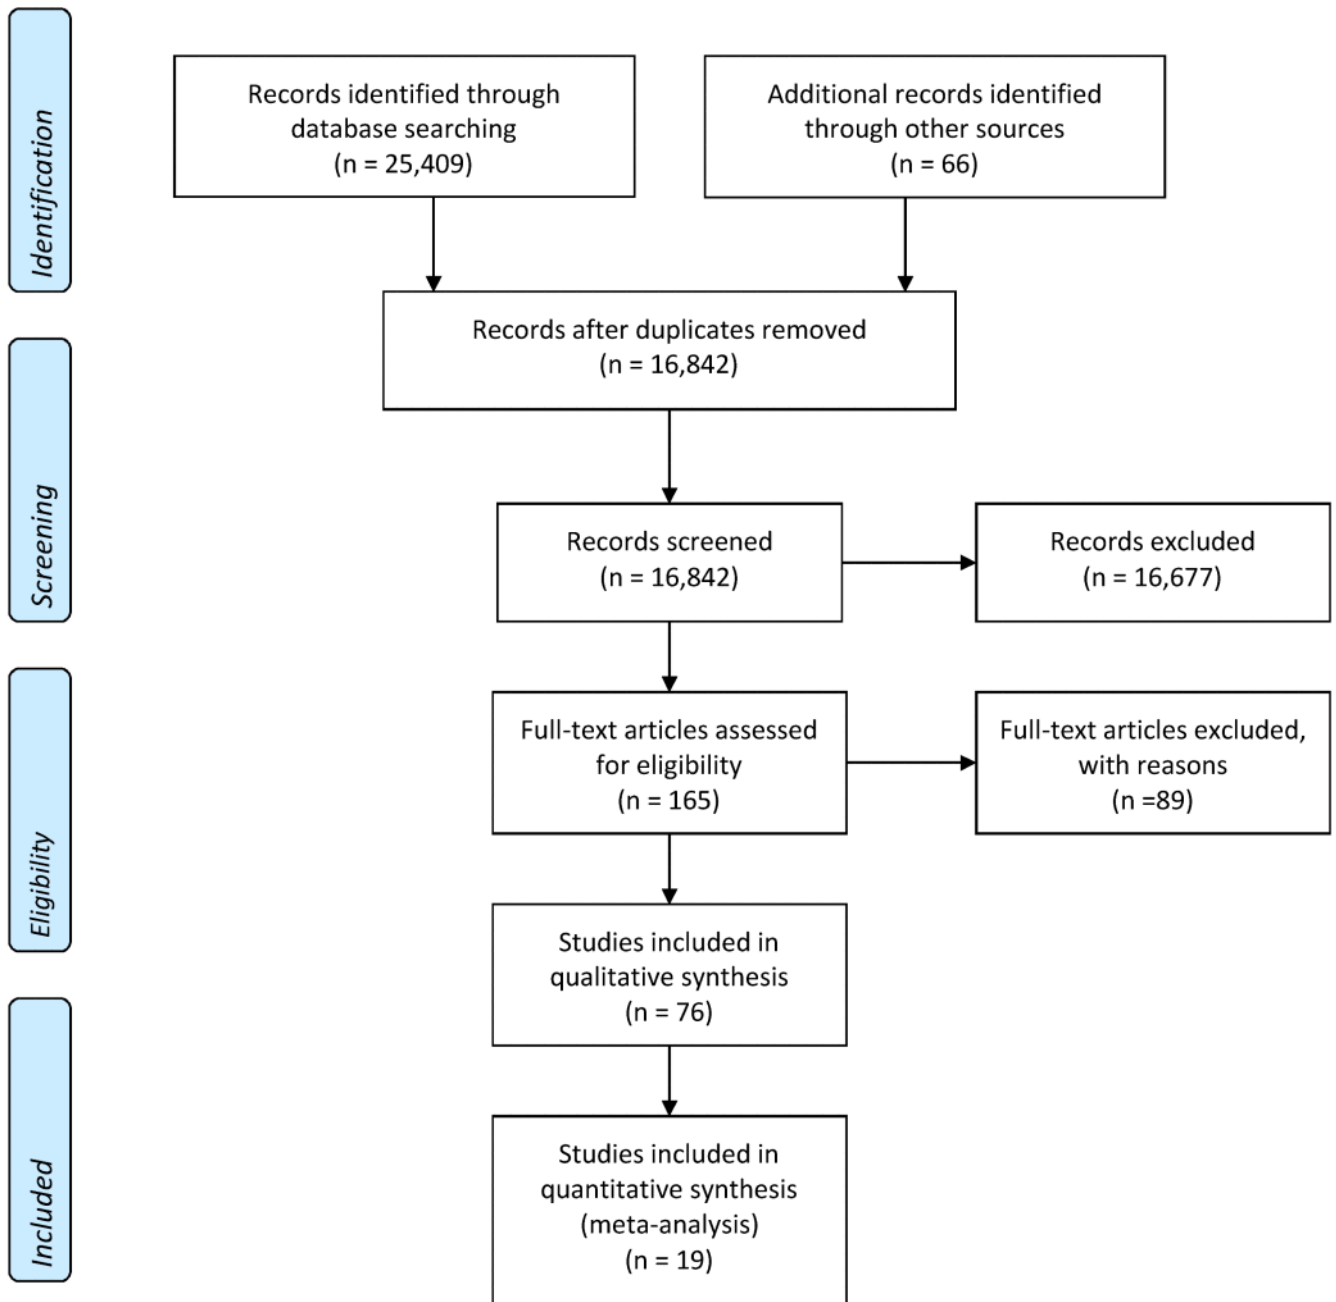 Identification
Records identified through
database searching
(n = 25,409)
Additional records identified
through other sources
(n = 66)
Records after duplicates removed
(n = 16,842)
Screening
Records screened
(n = 16,842)
Records excluded
(n = 16,677)
Eligibility
Full-text articles assessed
for eligibility
(n = 165)
Full-text articles excluded,
with reasons
(n =89)
Studies included in
qualitative synthesis
(n = 76)
Included
Studies included in
quantitative synthesis
(meta-analysis)
(n = 19)